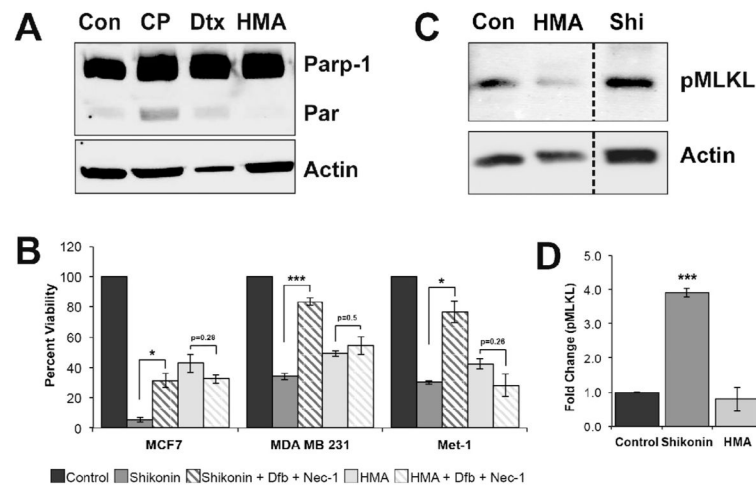 A
Con CP Dtx HMA
Parp-1
Par
Actin
C
Con HMA Shi
pMLKL
Actin
B
Percent Viability
120
100
80
60
40
20
0
*
p=0.28
***
p=0.5
*
p=0.26
MCF7 MDA MB 231 Met-1
Control Shikonin Shikonin + Dfb + Nec-1 HMA HMA + Dfb + Nec-1
D
Fold Change (pMLKL)
5.0
4.0
3.0
2.0
1.0
0.0
***
Control Shikonin HMA